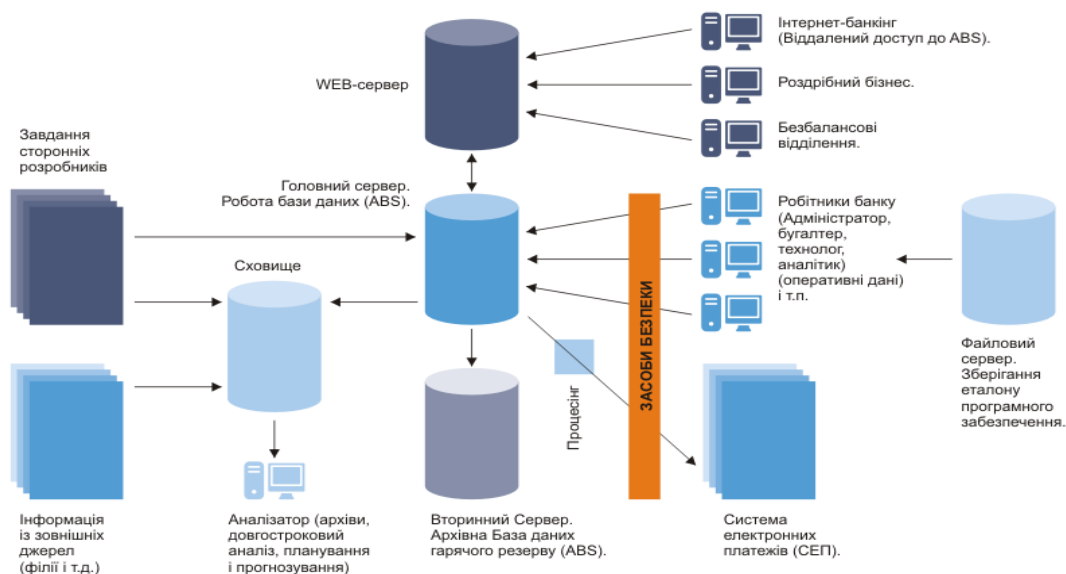 Інтернет-банкінг
(Віддалений доступ до ABS).
WEB-сервер
Роздрібний бізнес.
Безбалансові
відділення.
Завдання
сторонніх
розробників
Головний сервер.
Робота бази даних (ABS).
Робітники банку
(Адміністратор,
бугалтер,
технолог,
аналітик)
(оперативні дані)
і т.п.
Сховище
ЗАСОБИ БЕЗПЕКИ
Процесінг
Файловий
сервер.
Зберігання
еталону
програмного
забезпечення.
Інформація
із зовнішніх
джерел
(філії і т.д.)
Аналізатор (архіви,
довгостроковий
аналіз, планування
і прогнозування)
Вторинний Сервер.
Архівна База даних
гарячого резерву (ABS).
Система
електронних
платежів (СЕП).